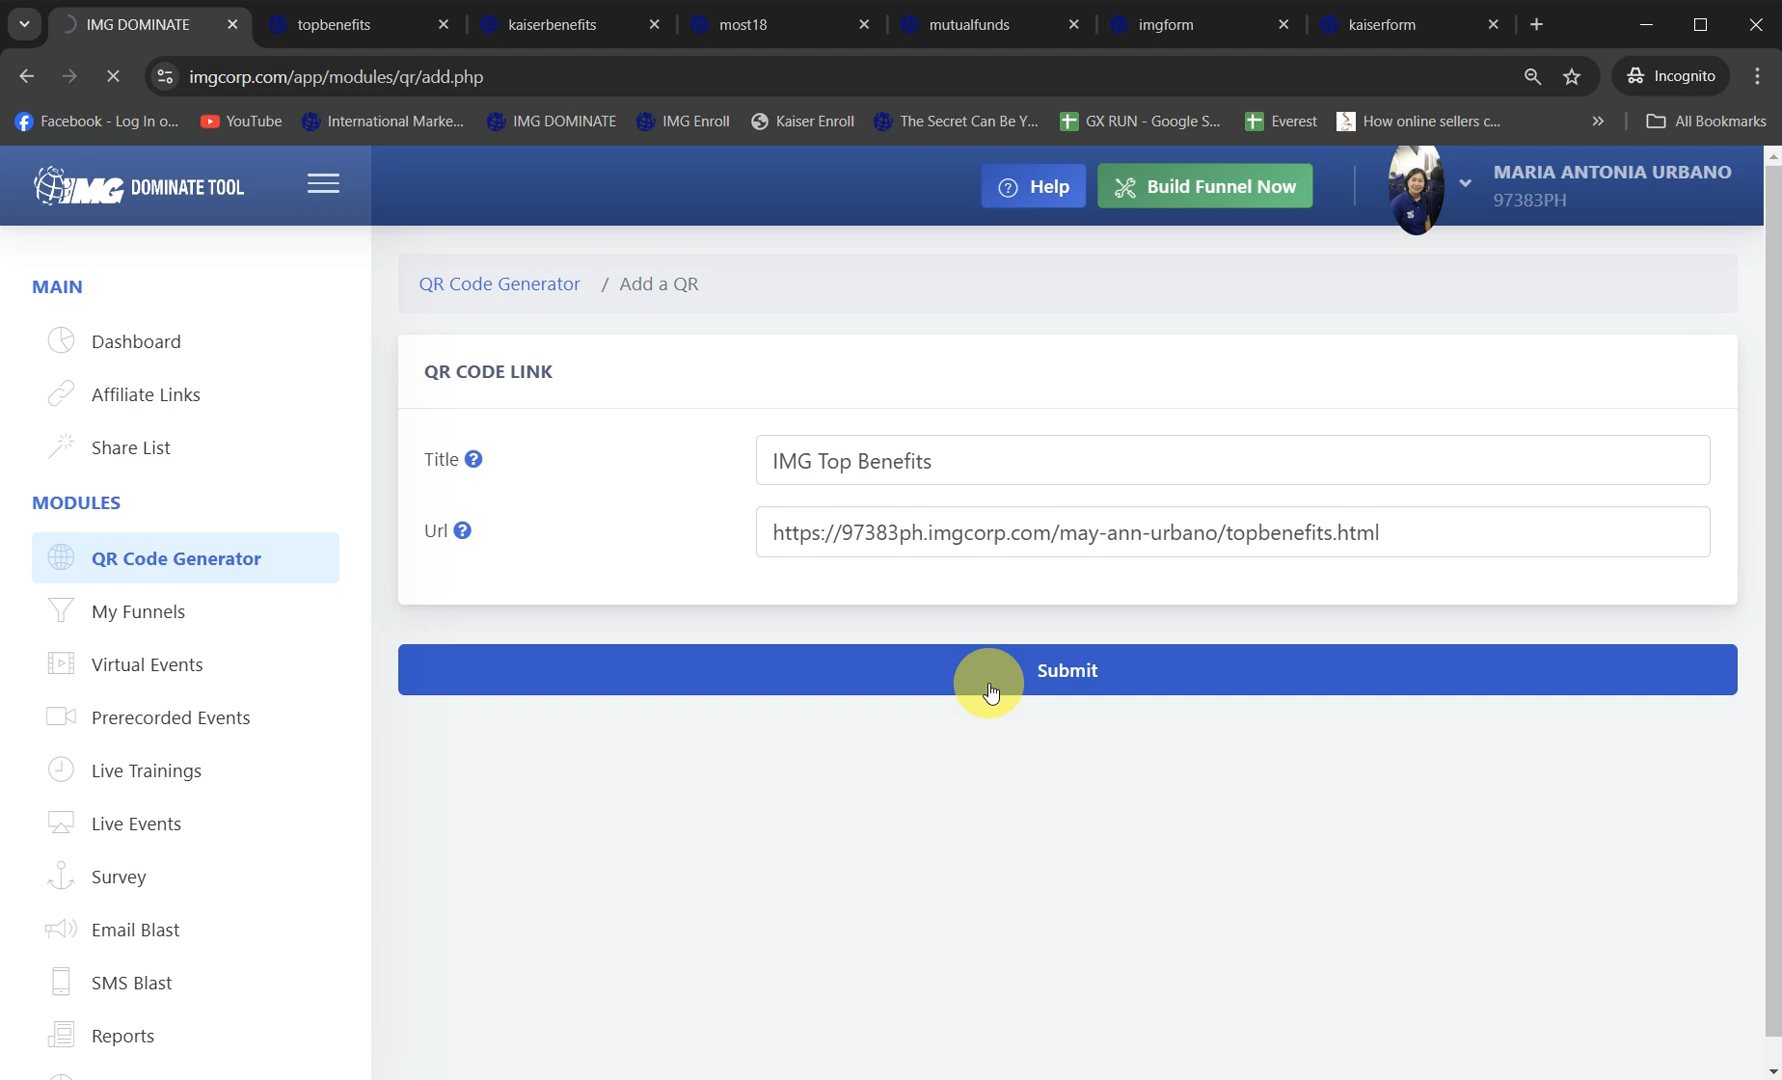 IMG DOMINATE
topbenefits
kaiserbenefits
most18
mutualfunds
imgform
kaiserform
imgcorp.com/app/modules/qr/add.php
Incognito
Facebook - Log In o...
YouTube
International Marke...
IMG DOMINATE
IMG Enroll
Kaiser Enroll
The Secret Can Be Y...
GX RUN - Google S...
Everest
How online sellers c...
All Bookmarks
IMG DOMINATE TOOL
Help
Build Funnel Now
MARIA ANTONIA URBANO
97383PH
MAIN
Dashboard
Affiliate Links
Share List
MODULES
QR Code Generator
My Funnels
Virtual Events
Prerecorded Events
Live Trainings
Live Events
Survey
Email Blast
SMS Blast
Reports
QR Code Generator / Add a QR
QR CODE LINK
Title
IMG Top Benefits
Url
https://97383ph.imgcorp.com/may-ann-urbano/topbenefits.html
Submit